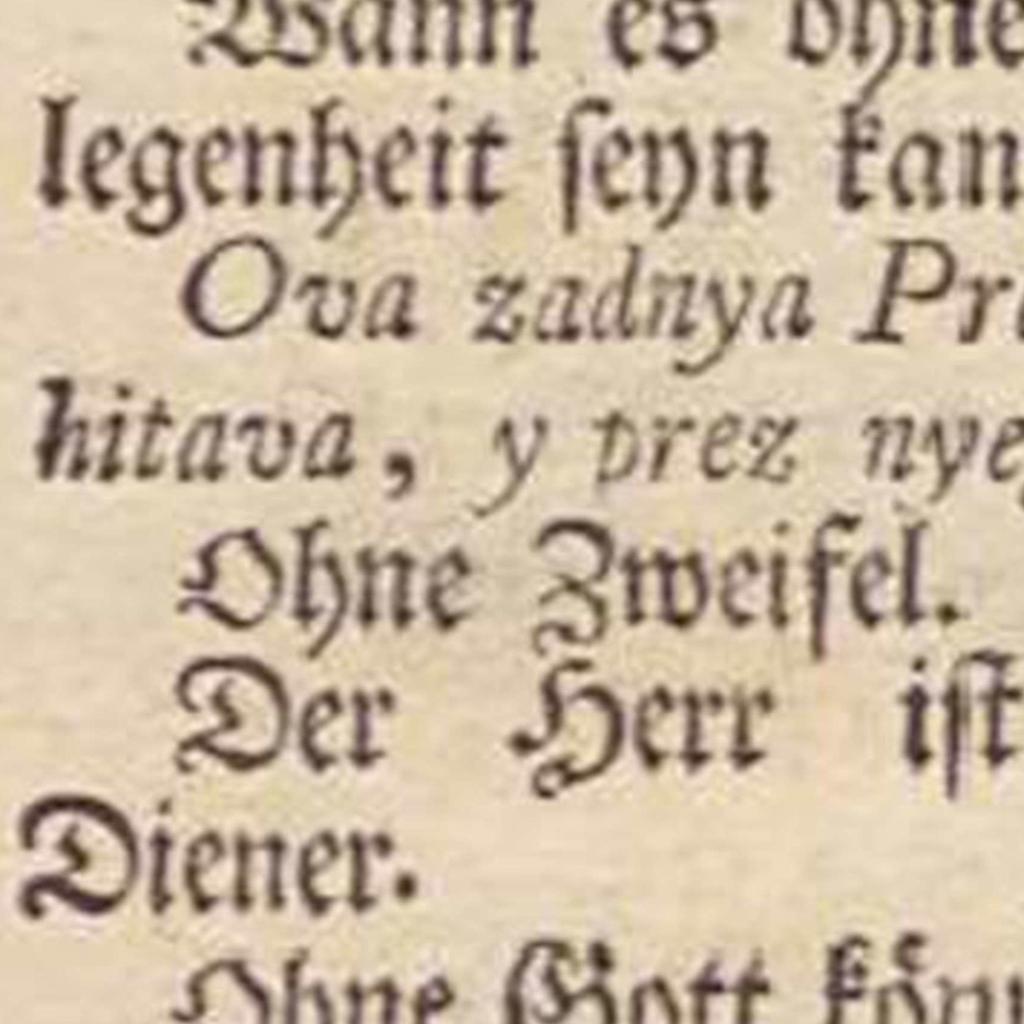 Wann es ohne
legenheit ſeyn kan
Ova zadnya Pr
hitava, y prez nye
Ohne Zweifel.
Der Herr iſt
Diener.
Ohne Gott